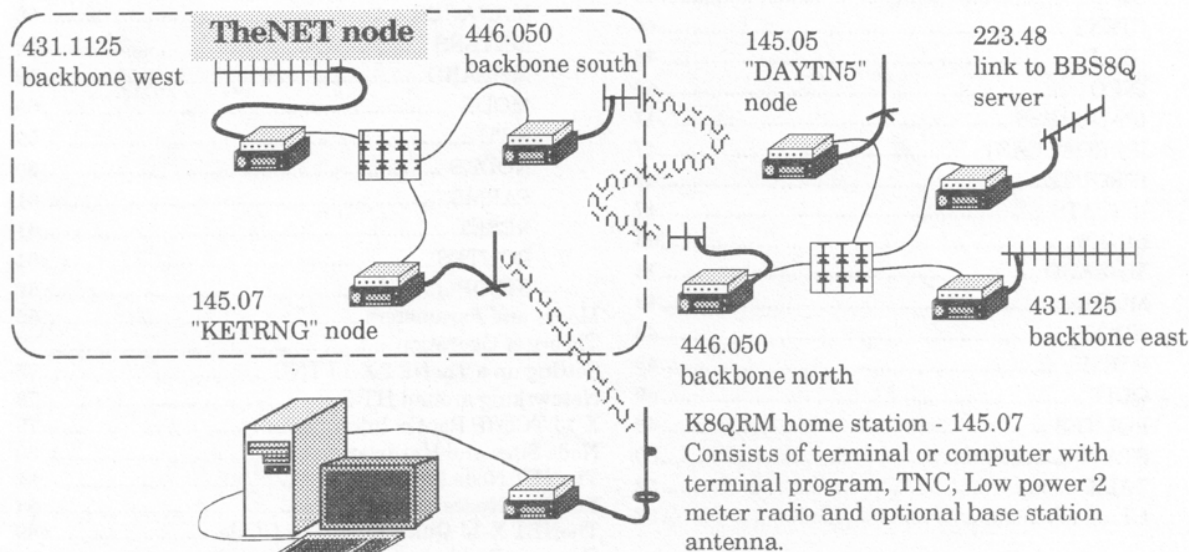 431.1125
backbone west
TheNET node
446.050
backbone south
145.05
"DAYTN5"
node
223.48
link to BBS8Q
server
145.07
"KETRNG" node
446.050
backbone north
431.125
backbone east
K8QRM home station - 145.07
Consists of terminal or computer with
terminal program, TNC, Low power 2
meter radio and optional base station
antenna.